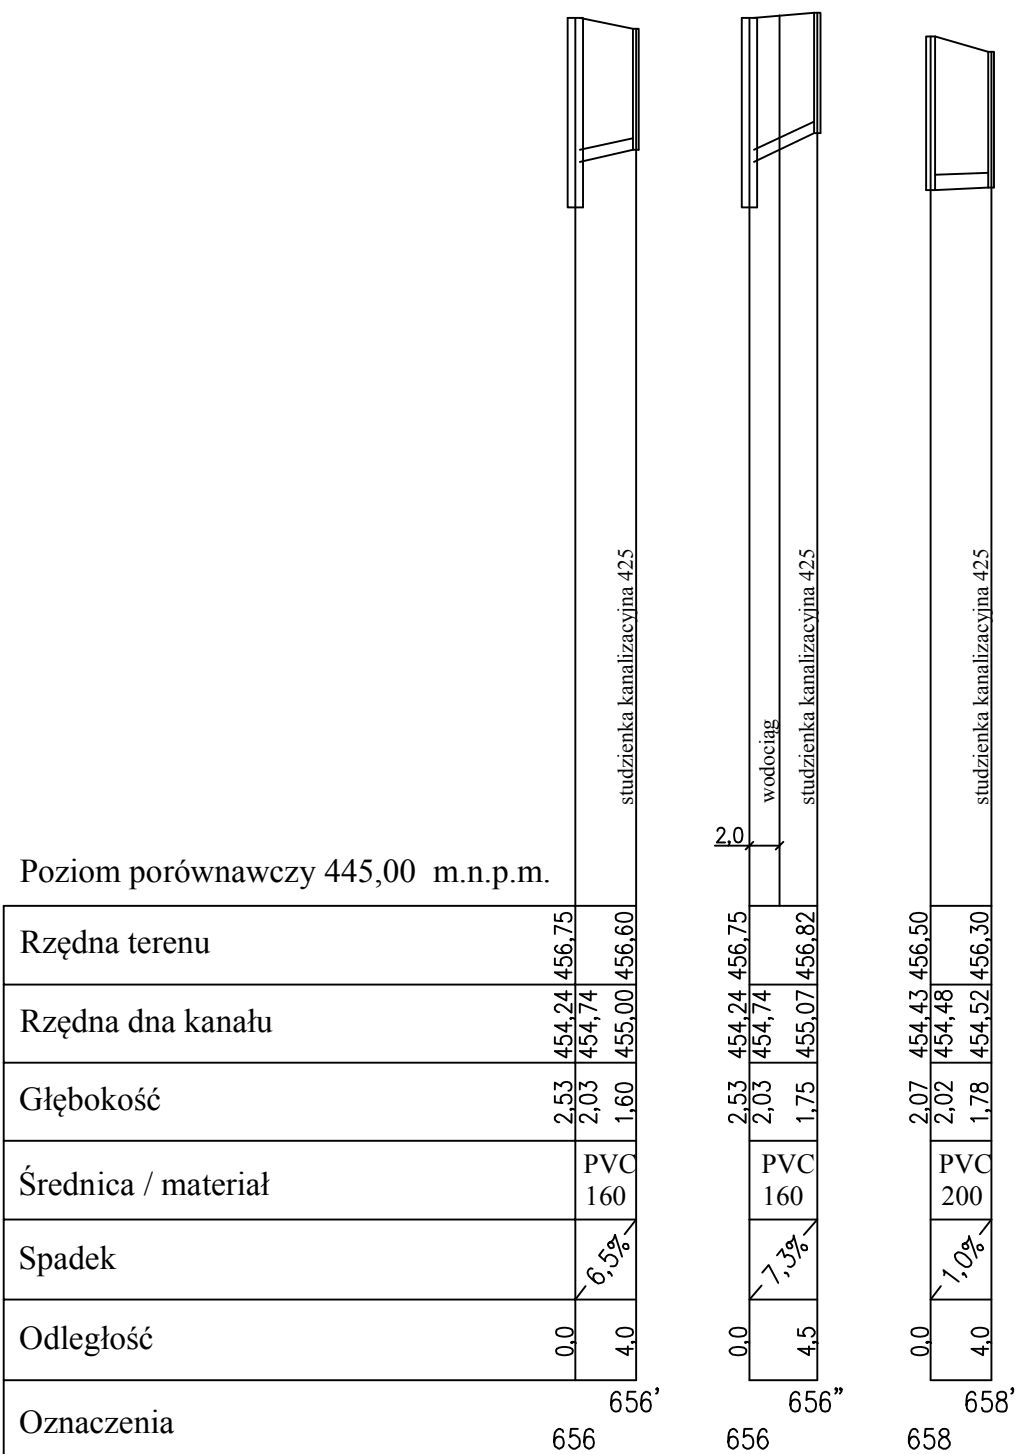 studzienka kanalizacyjna 425
wodociąg
studzienka kanalizacyjna 425
studzienka kanalizacyjna 425
2,0
Poziom porównawczy 445,00 m.n.p.m.
Rzędna terenu 456,75 456,60 456,75 456,82 456,50 456,30
Rzędna dna kanału 454,24 454,74 455,00 454,24 454,74 455,07 454,43 454,48 454,52
Głębokość 2,53 2,03 1,60 2,53 2,03 1,75 2,07 2,02 1,78
Średnica / materiał PVC 160 PVC 160 PVC 200
Spadek 6,5% 7,3% 1,0%
Odległość 0,0 4,0 0,0 4,5 0,0 4,0
Oznaczenia 656 656' 656 656" 658 658'